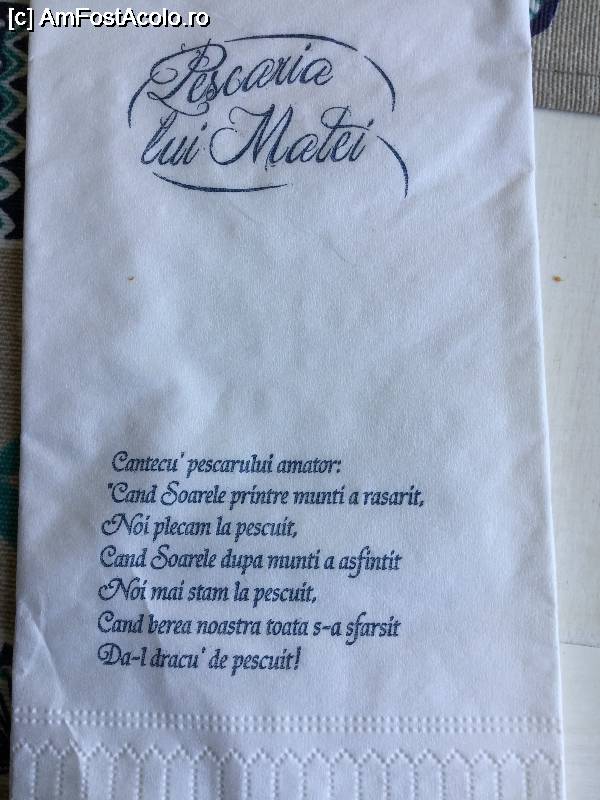 [c] AmFostAcolo.ro
Pescaria
lui Matei
Cantecu' pescarului amator:
"Cand Soarele printre munti a rasarit,
Noi plecam la pescuit,
Cand Soarele dupa munti a asfintit
Noi mai stam la pescuit,
Cand berea noastra toata s-a sfarsit
Da-l dracu' de pescuit!